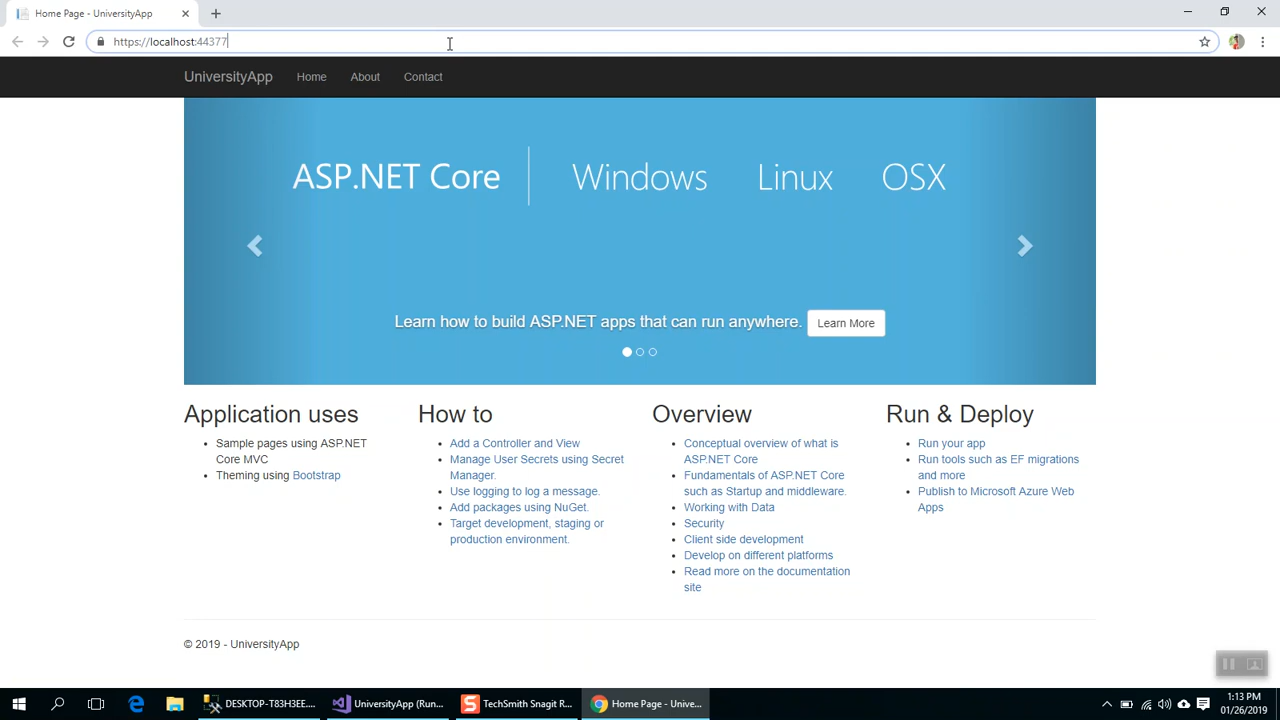 Home Page - UniversityApp
https://localhost:44377
UniversityApp Home About Contact
ASP.NET Core Windows Linux OSX
Learn how to build ASP.NET apps that can run anywhere. Learn More
Application uses
Sample pages using ASP.NET
Core MVC
Theming using Bootstrap
How to
Add a Controller and View
Manage User Secrets using Secret
Manager.
Use logging to log a message.
Add packages using NuGet.
Target development, staging or
production environment.
Overview
Conceptual overview of what is
ASP.NET Core
Fundamentals of ASP.NET Core
such as Startup and middleware.
Working with Data
Security
Client side development
Develop on different platforms
Read more on the documentation
site
Run & Deploy
Run your app
Run tools such as EF migrations
and more
Publish to Microsoft Azure Web
Apps
© 2019 - UniversityApp
DESKTOP-T83H3EE.... UniversityApp (Run... TechSmith Snagit R... Home Page - Unive... 1:13 PM
01/26/2019